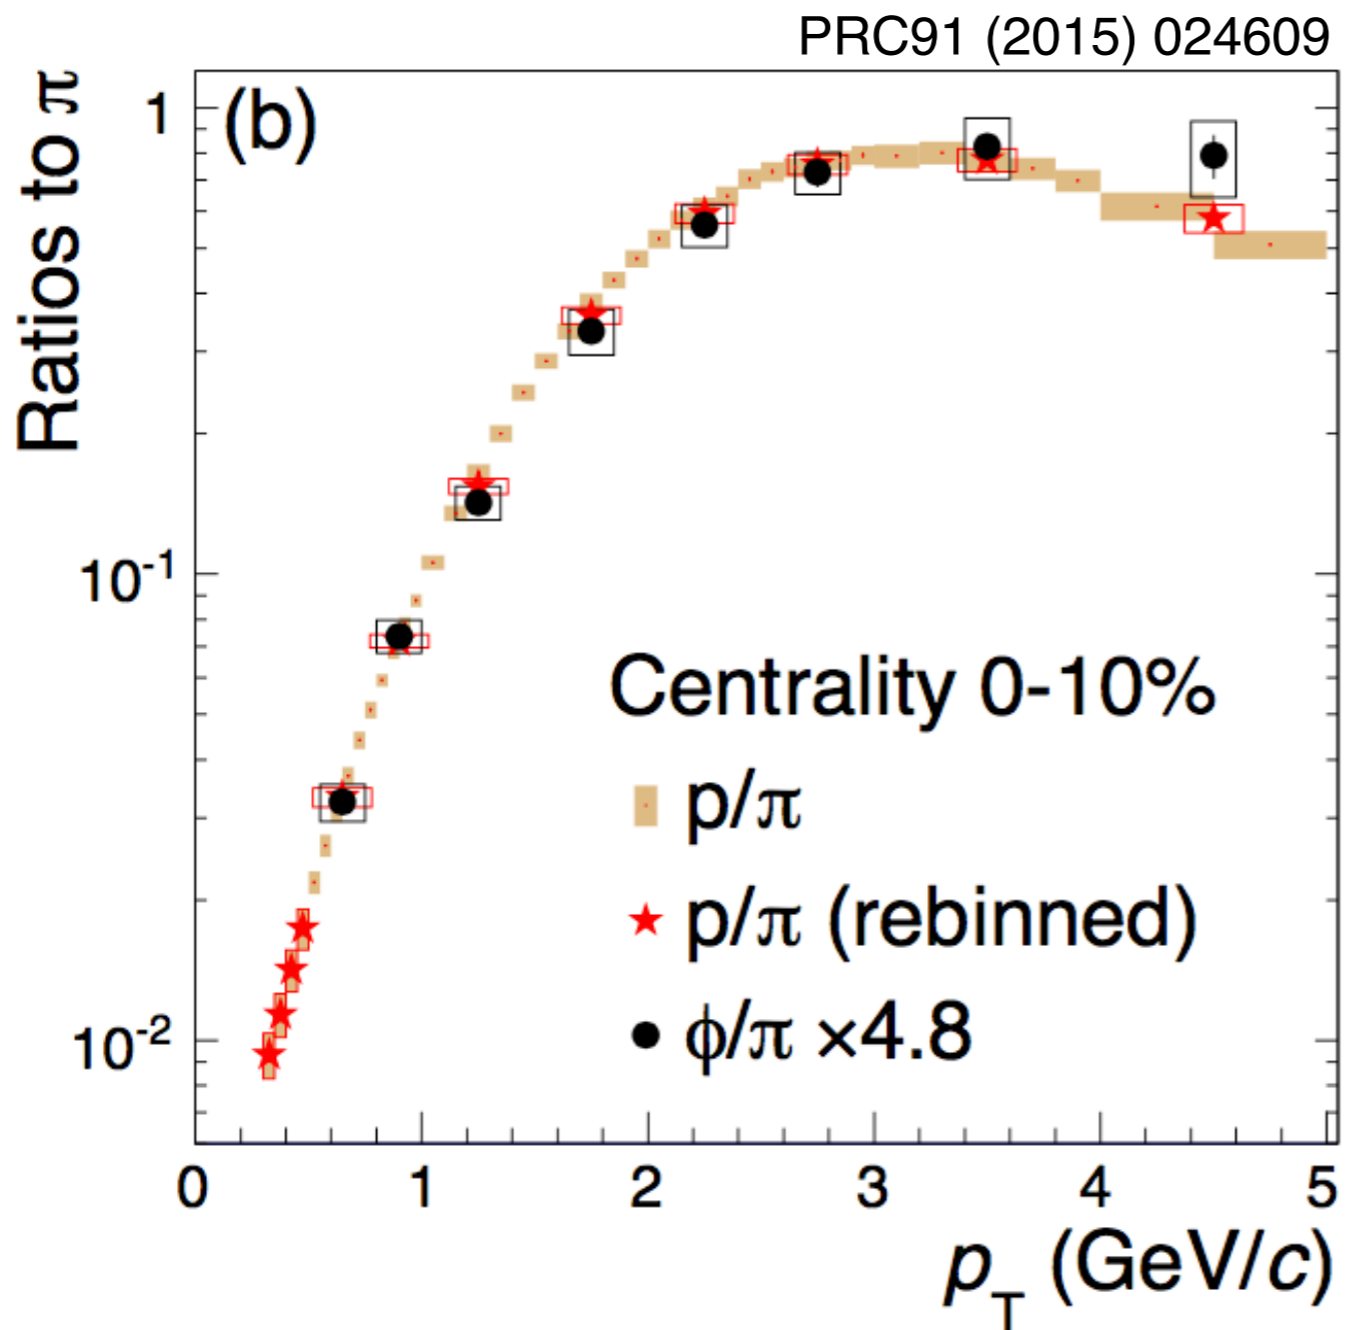 PRC91 (2015) 024609
Ratios to π
(b)
1
10⁻¹
10⁻²
Centrality 0-10%
p/π
p/π (rebinned)
ϕ/π ×4.8
0 1 2 3 4 5
p_T (GeV/c)